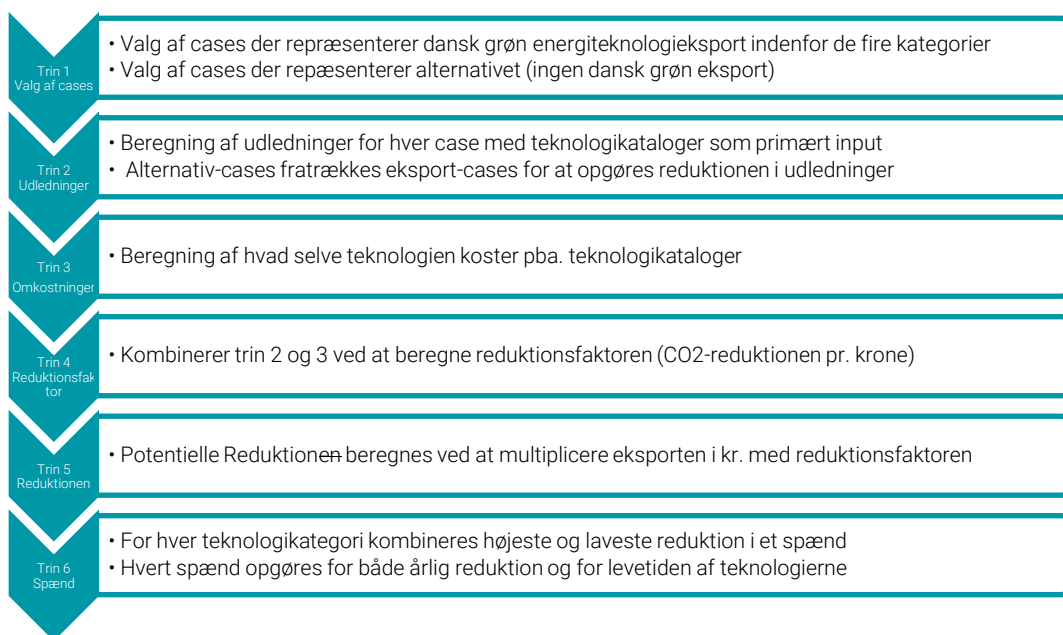 Trin 1
Valg af cases
• Valg af cases der repræsenterer dansk grøn energiteknologieksport indenfor de fire kategorier
• Valg af cases der repæsenterer alternativet (ingen dansk grøn eksport)
Trin 2
Udledninger
• Beregning af udledninger for hver case med teknologikataloger som primært input
• Alternativ-cases fratrækkes eksport-cases for at opgøres reduktionen i udledninger
Trin 3
Omkostninger
• Beregning af hvad selve teknologien koster pba. teknologikataloger
Trin 4
Reduktionsfak
tor
• Kombinerer trin 2 og 3 ved at beregne reduktionsfaktoren (CO2-reduktionen pr. krone)
Trin 5
Reduktionen
• Potentielle Reduktionen beregnes ved at multiplicere eksporten i kr. med reduktionsfaktoren
Trin 6
Spænd
• For hver teknologikategori kombineres højeste og laveste reduktion i et spænd
• Hvert spænd opgøres for både årlig reduktion og for levetiden af teknologierne